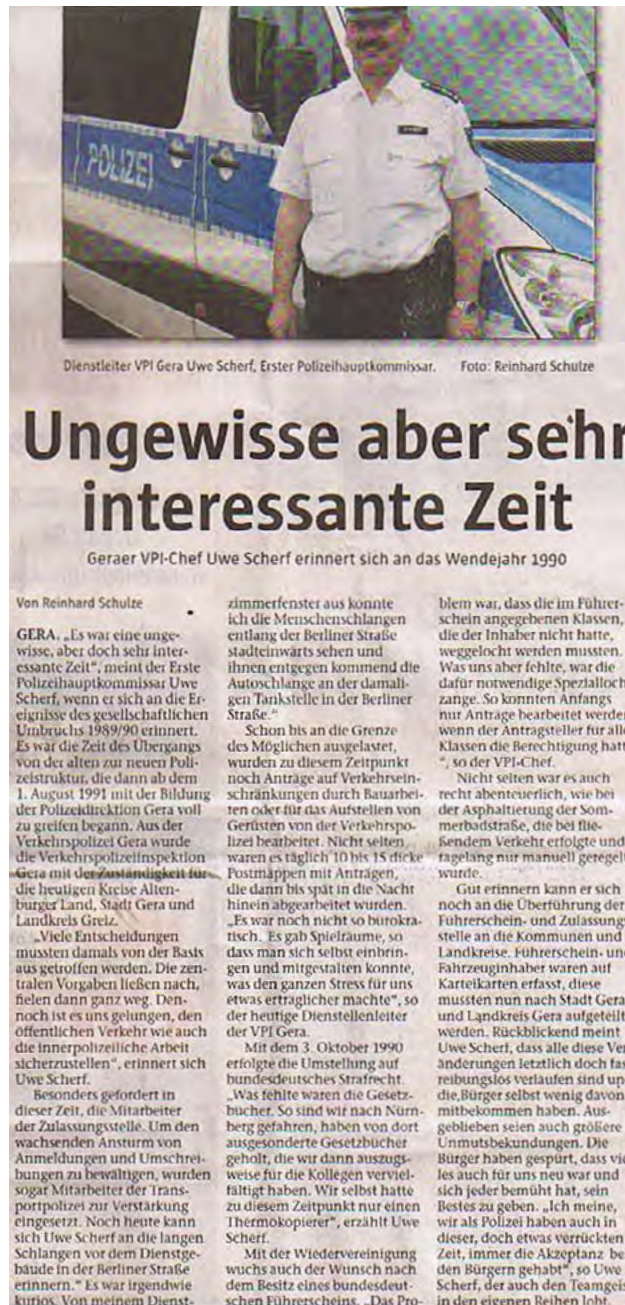 POLIZEI
Dienstleiter VPI Gera Uwe Scherf, Erster Polizeihauptkommissar. Foto: Reinhard Schulze
Ungewisse aber sehr
interessante Zeit
Geraer VPI-Chef Uwe Scherf erinnert sich an das Wendejahr 1990
Von Reinhard Schulze
GERA. „Es war eine unge-
wisse, aber doch sehr inter-
essante Zeit“, meint der Erste
Polizeihauptkommissar Uwe
Scherf, wenn er sich an die Er-
eignisse des gesellschaftlichen
Umbruchs 1989/90 erinnert.
Es war die Zeit des Übergangs
von der alten zur neuen Poli-
zeistruktur, die dann ab dem
1. August 1991 mit der Bildung
der Polizeidirektion Gera voll
zu greifen begann. Aus der
Verkehrspolizei Gera wurde
die Verkehrspolizeiinspektion
Gera mit der Zuständigkeit für
die heutigen Kreise Alten-
burger Land, Stadt Gera und
Landkreis Greiz.
„Viele Entscheidungen
mussten damals von der Basis
aus getroffen werden. Die zen-
tralen Vorgaben ließen nach,
fielen dann ganz weg. Den-
noch ist es uns gelungen, den
öffentlichen Verkehr wie auch
die innerpolizeiliche Arbeit
sicherzustellen“, erinnert sich
Uwe Scherf.
Besonders gefordert in
dieser Zeit, die Mitarbeiter
der Zulassungsstelle. Um den
wachsenden Ansturm von
Anmeldungen und Umschrei-
bungen zu bewältigen, wurden
sogar Mitarbeiter der Trans-
portpolizei zur Verstärkung
eingesetzt. Noch heute kann
sich Uwe Scherf an die langen
Schlangen vor dem Dienstge-
bäude in der Berliner Straße
erinnern.“ Es war irgendwie
kurios. Von meinem Dienst-
zimmerfenster aus konnte
ich die Menschenschlangen
entlang der Berliner Straße
stadteinwärts sehen und
ihnen entgegen kommend die
Autoschlange an der damali-
gen Tankstelle in der Berliner
Straße.“
Schon bis an die Grenze
des Möglichen ausgelastet,
wurden zu diesem Zeitpunkt
noch Anträge auf Verkehrsein-
schränkungen durch Bauarbei-
ten oder für das Aufstellen von
Gerüsten von der Verkehrspo-
lizei bearbeitet. Nicht selten
waren es täglich 10 bis 15 dicke
Postmappen mit Anträgen,
die dann bis spät in die Nacht
hinein abgearbeitet wurden.
„Es war noch nicht so bürokra-
tisch. Es gab Spielräume, so
dass man sich selbst einbrin-
gen und mitgestalten konnte,
was den ganzen Stress für uns
etwas erträglicher machte“, so
der heutige Dienstellenleiter
der VPI Gera.
Mit dem 3. Oktober 1990
erfolgte die Umstellung auf
bundesdeutsches Strafrecht.
„Was fehlte waren die Gesetz-
bücher. So sind wir nach Nürn-
berg gefahren, haben von dort
ausgesonderte Gesetzbücher
geholt, die wir dann auszugs-
weise für die Kollegen verviel-
fältigt haben. Wir selbst hatte
zu diesem Zeitpunkt nur einen
Thermokopierer“, erzählt Uwe
Scherf.
Mit der Wiedervereinigung
wuchs auch der Wunsch nach
dem Besitz eines bundesdeut-
schen Führerscheins. „Das Pro-
blem war, dass die im Führer-
schein angegebenen Klassen,
die der Inhaber nicht hatte,
weggelocht werden mussten.
Was uns aber fehlte, war die
dafür notwendige Speziallloch-
zange. So konnten Anfangs
nur Anträge bearbeitet werde
wenn der Antragsteller für alle
Klassen die Berechtigung hatt
“, so der VPI-Chef.
Nicht selten war es auch
recht abenteuerlich, wie bei
der Asphaltierung der Som-
merbadstraße, die bei flie-
ßendem Verkehr erfolgte und
tagelang nur manuell geregelt
wurde.
Gut erinnern kann er sich
noch an die Überführung der
Führerschein- und Zulassungs
stelle an die Kommunen und
Landkreise. Führerschein- un
Fahrzeuginhaber waren auf
Karteikarten erfasst, diese
mussten nun nach Stadt Gera
und Landkreis Gera aufgeteilt
werden. Rückblickend meint
Uwe Scherf, dass alle diese Ver
änderungen letztlich doch fas
reibungslos verlaufen sind un
die Bürger selbst wenig davon
mitbekommen haben. Aus-
geblieben seien auch größere
Unmutsbekundungen. Die
Bürger haben gespürt, dass vie
les auch für uns neu war und
sich jeder bemüht hat, sein
Bestes zu geben. „Ich meine,
wir als Polizei haben auch in
dieser, doch etwas verrückten
Zeit, immer die Akzeptanz be
den Bürgern gehabt“, so Uwe
Scherf, der auch den Teamgeis
in den eigenen Reihen lobt.